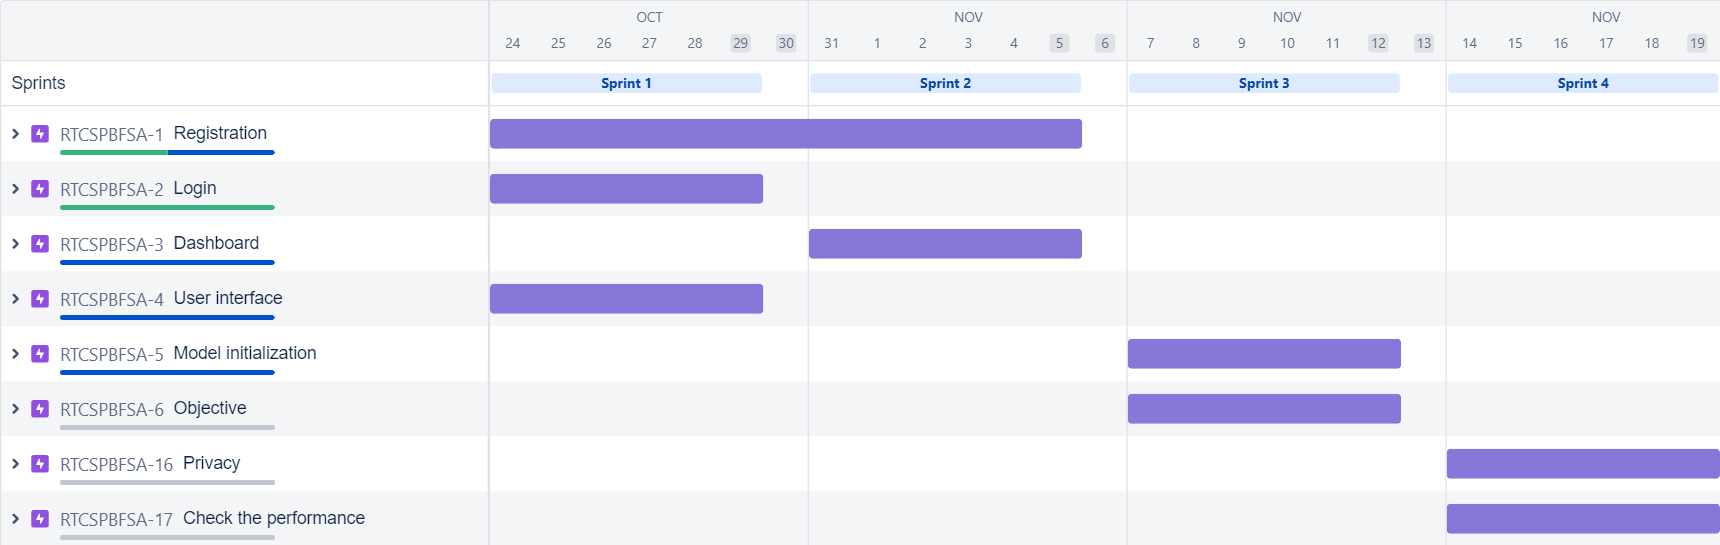 OCT NOV NOV NOV
24 25 26 27 28 29 30 31 1 2 3 4 5 6 7 8 9 10 11 12 13 14 15 16 17 18 19
Sprints Sprint 1 Sprint 2 Sprint 3 Sprint 4
RTCSPBFSA-1 Registration
RTCSPBFSA-2 Login
RTCSPBFSA-3 Dashboard
RTCSPBFSA-4 User interface
RTCSPBFSA-5 Model initialization
RTCSPBFSA-6 Objective
RTCSPBFSA-16 Privacy
RTCSPBFSA-17 Check the performance